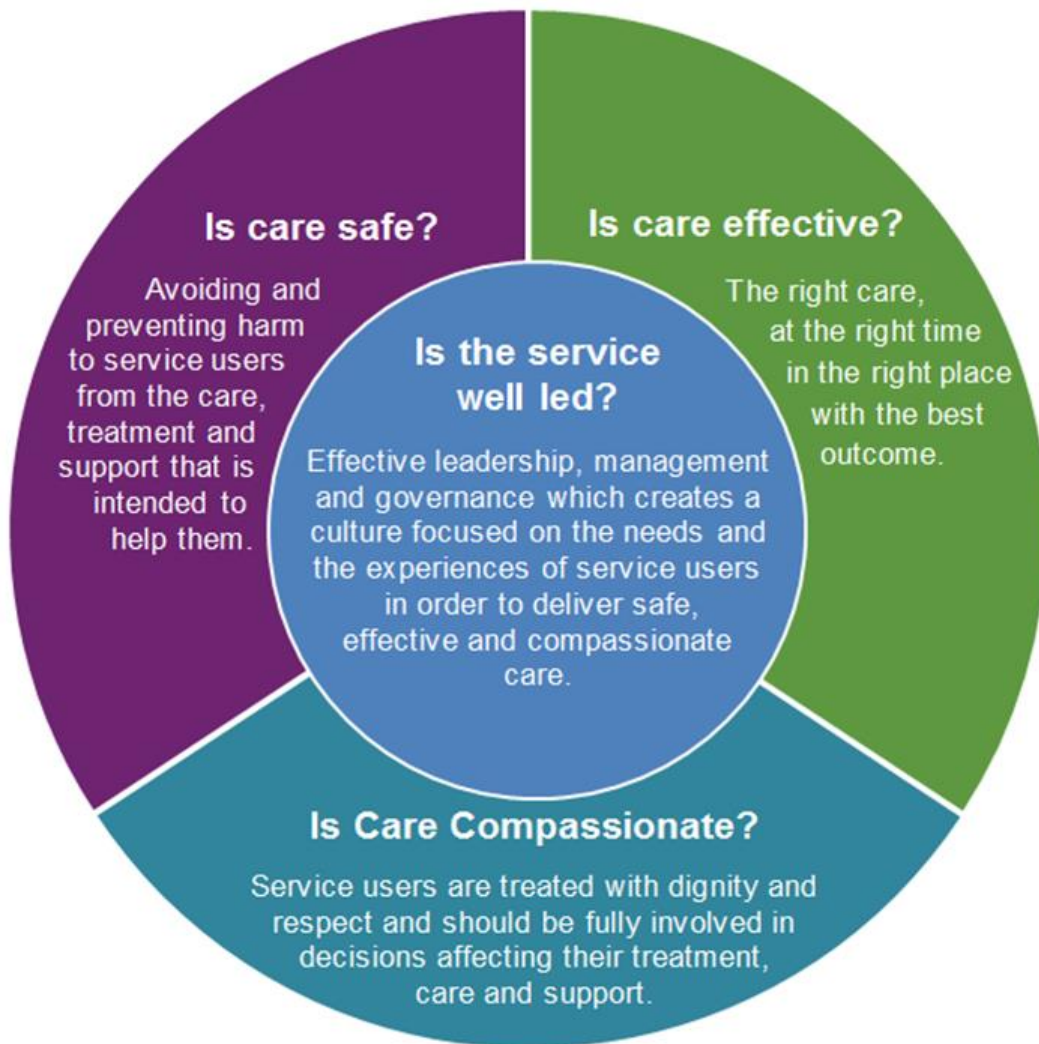 Is care safe?
Avoiding and
preventing harm
to service users
from the care,
treatment and
support that is
intended to
help them.
Is care effective?
The right care,
at the right time
in the right place
with the best
outcome.
Is the service
well led?
Effective leadership, management
and governance which creates a
culture focused on the needs and
the experiences of service users
in order to deliver safe,
effective and compassionate
care.
Is Care Compassionate?
Service users are treated with dignity and
respect and should be fully involved in
decisions affecting their treatment,
care and support.